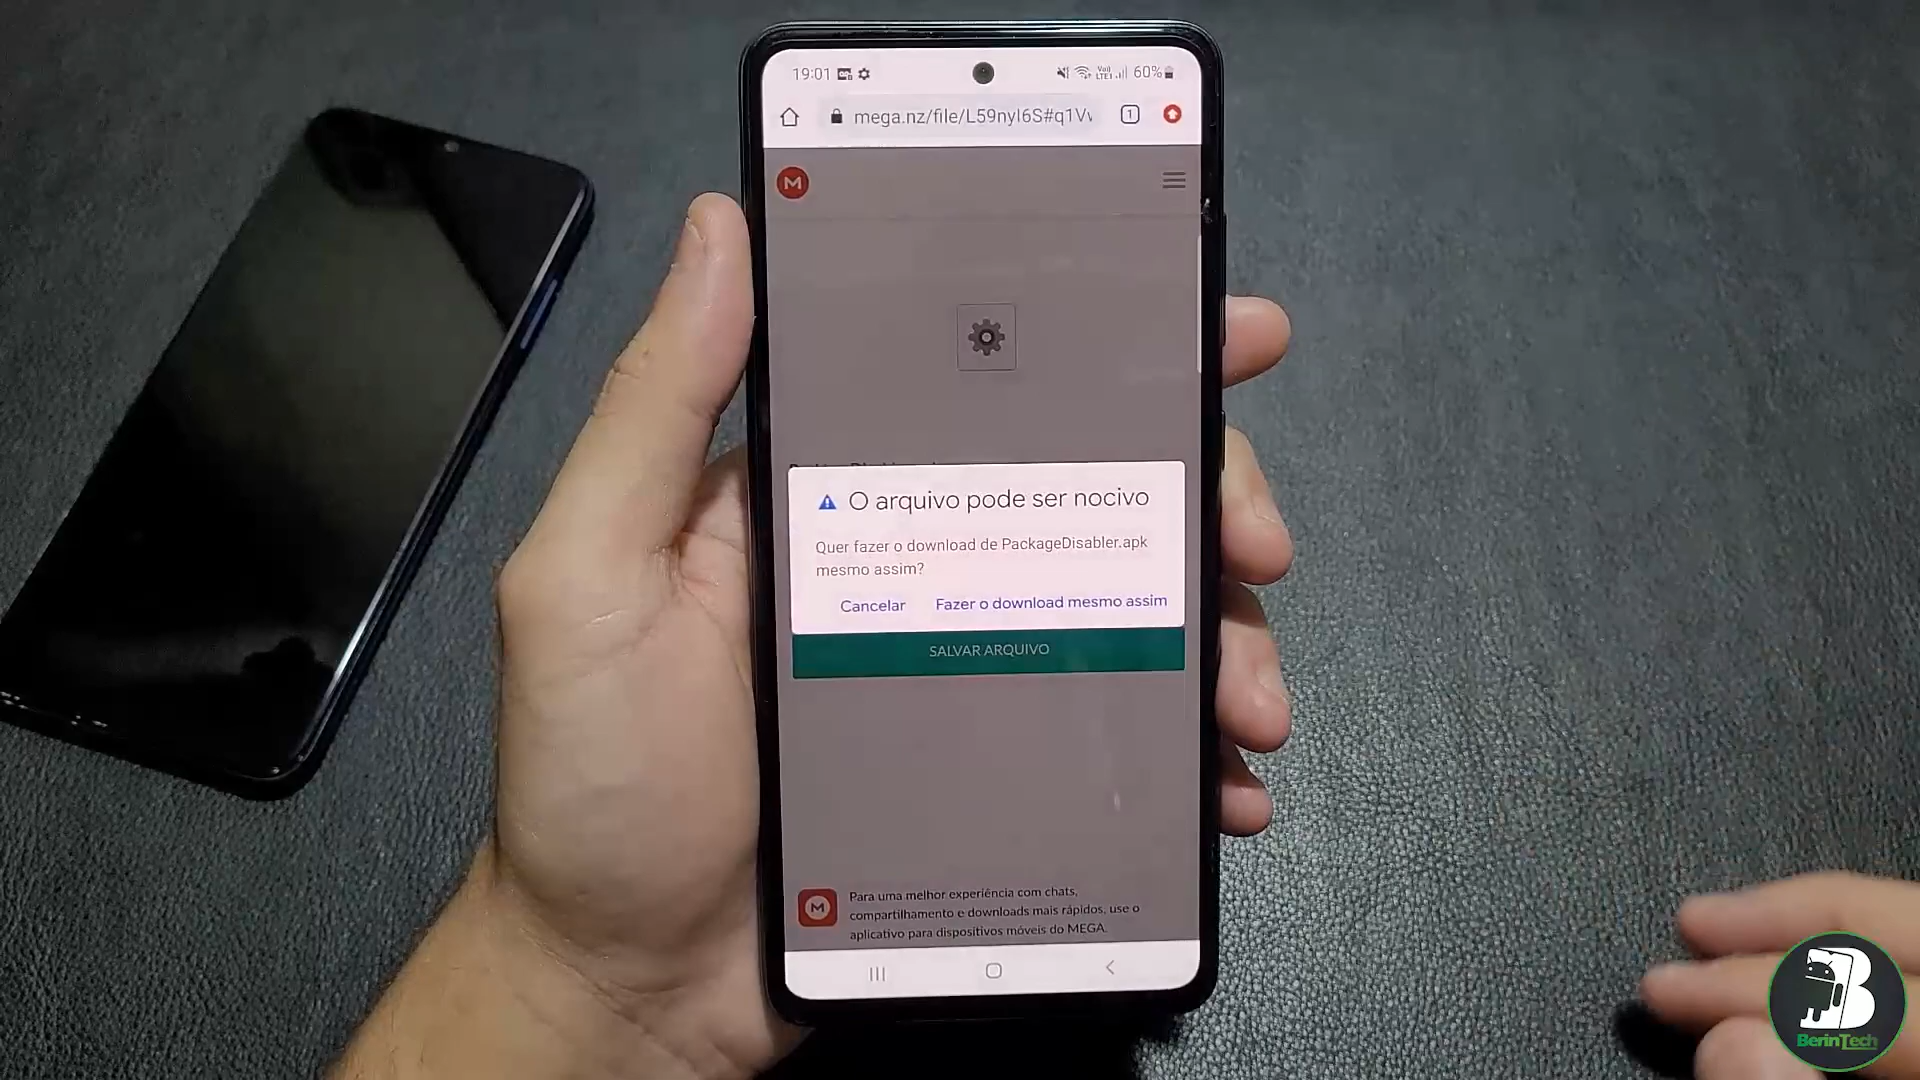 19:01
60%
mega.nz/file/L59nyI6S#q1V
1
O arquivo pode ser nocivo
Quer fazer o download de PackageDisabler.apk
mesmo assim?
Cancelar
Fazer o download mesmo assim
SALVAR ARQUIVO
Para uma melhor experiência com chats,
compartilhamento e downloads mais rápidos, use o
aplicativo para dispositivos móveis do MEGA.
BerinTech